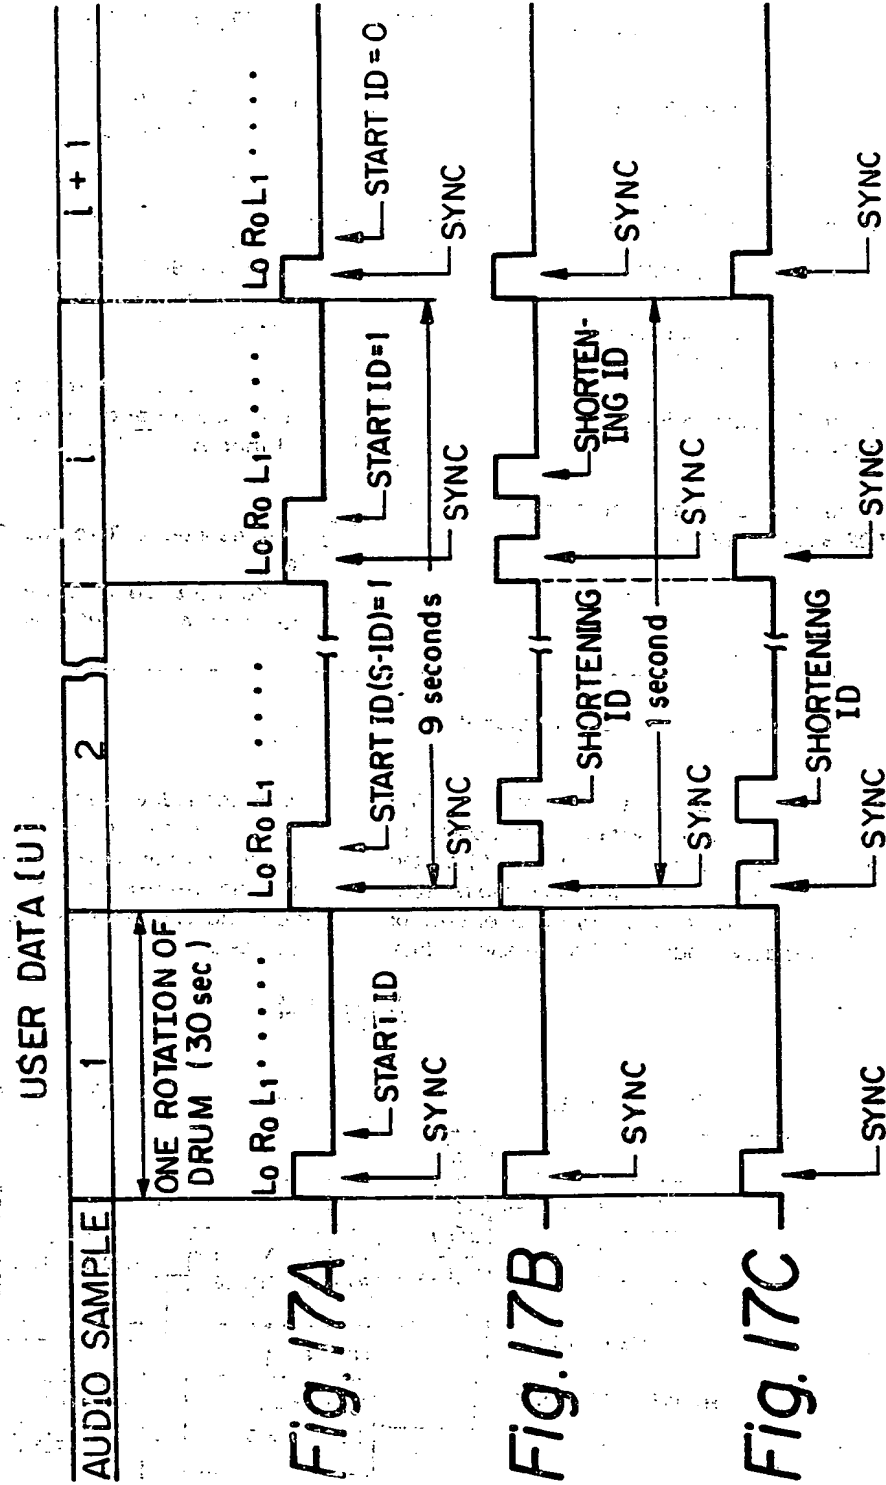 USER DATA (U)
AUDIO SAMPLE 1 2 i i + 1
ONE ROTATION OF
DRUM (30 sec)
Fig. 17A
Lo Ro L1 · · · · ·
Lo Ro L1 · · · · ·
Lo Ro L1 · · · · ·
Lo Ro L1 · · · · ·
START ID
START ID (S-ID)=1
START ID=1
START ID=0
SYNC
SYNC
SYNC
SYNC
9 seconds
Fig. 17B
SYNC
SHORTENING
ID
SYNC
SHORTEN-
ING ID
SYNC
SYNC
1 second
Fig. 17C
SYNC
SYNC
SHORTENING
ID
SYNC
SYNC